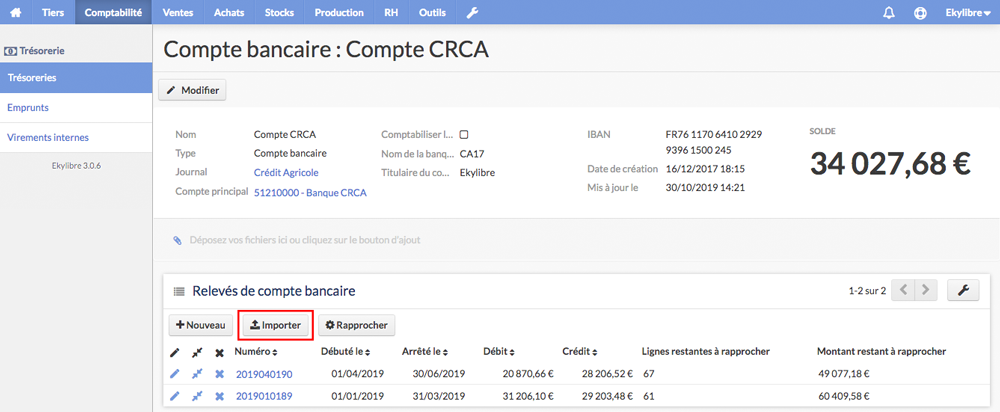 Tiers Comptabilité Ventes Achats Stocks Production RH Outils Ekylibre
Trésorerie
Trésoreries
Emprunts
Virements internes
Ekylibre 3.0.6
Compte bancaire : Compte CRCA
Modifier
Nom Compte CRCA
Type Compte bancaire
Journal Crédit Agricole
Compte principal 51210000 - Banque CRCA
Comptabiliser l...
Nom de la banq... CA17
Titulaire du co... Ekylibre
IBAN FR76 1170 6410 2929
9396 1500 245
Date de création 16/12/2017 18:15
Mis à jour le 30/10/2019 14:21
SOLDE
34 027,68 €
Déposez vos fichiers ici ou cliquez sur le bouton d'ajout
Relevés de compte bancaire 1-2 sur 2
Nouveau Importer Rapprocher
Numéro Débuté le Arrêté le Débit Crédit Lignes restantes à rapprocher Montant restant à rapprocher
2019040190 01/04/2019 30/06/2019 20 870,66 € 28 206,52 € 67 49 077,18 €
2019010189 01/01/2019 31/03/2019 31 206,10 € 29 203,48 € 61 60 409,58 €